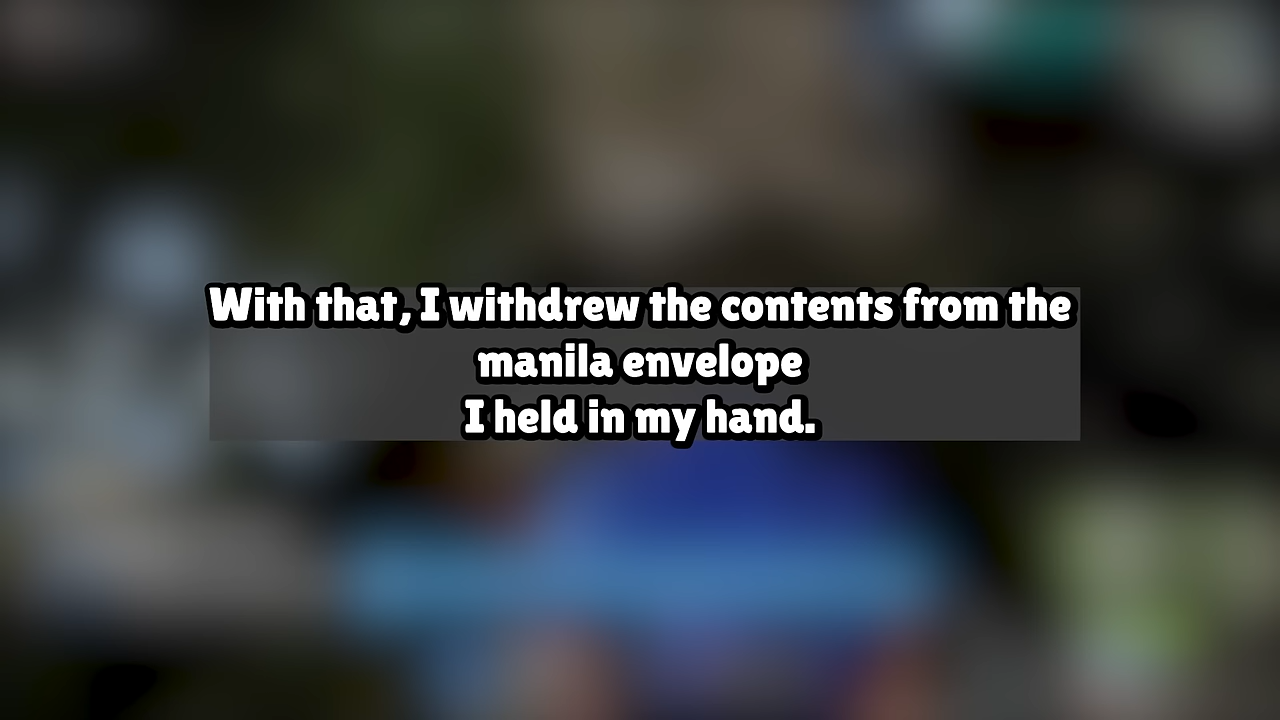 With that, I withdrew the contents from the
manila envelope
I held in my hand.